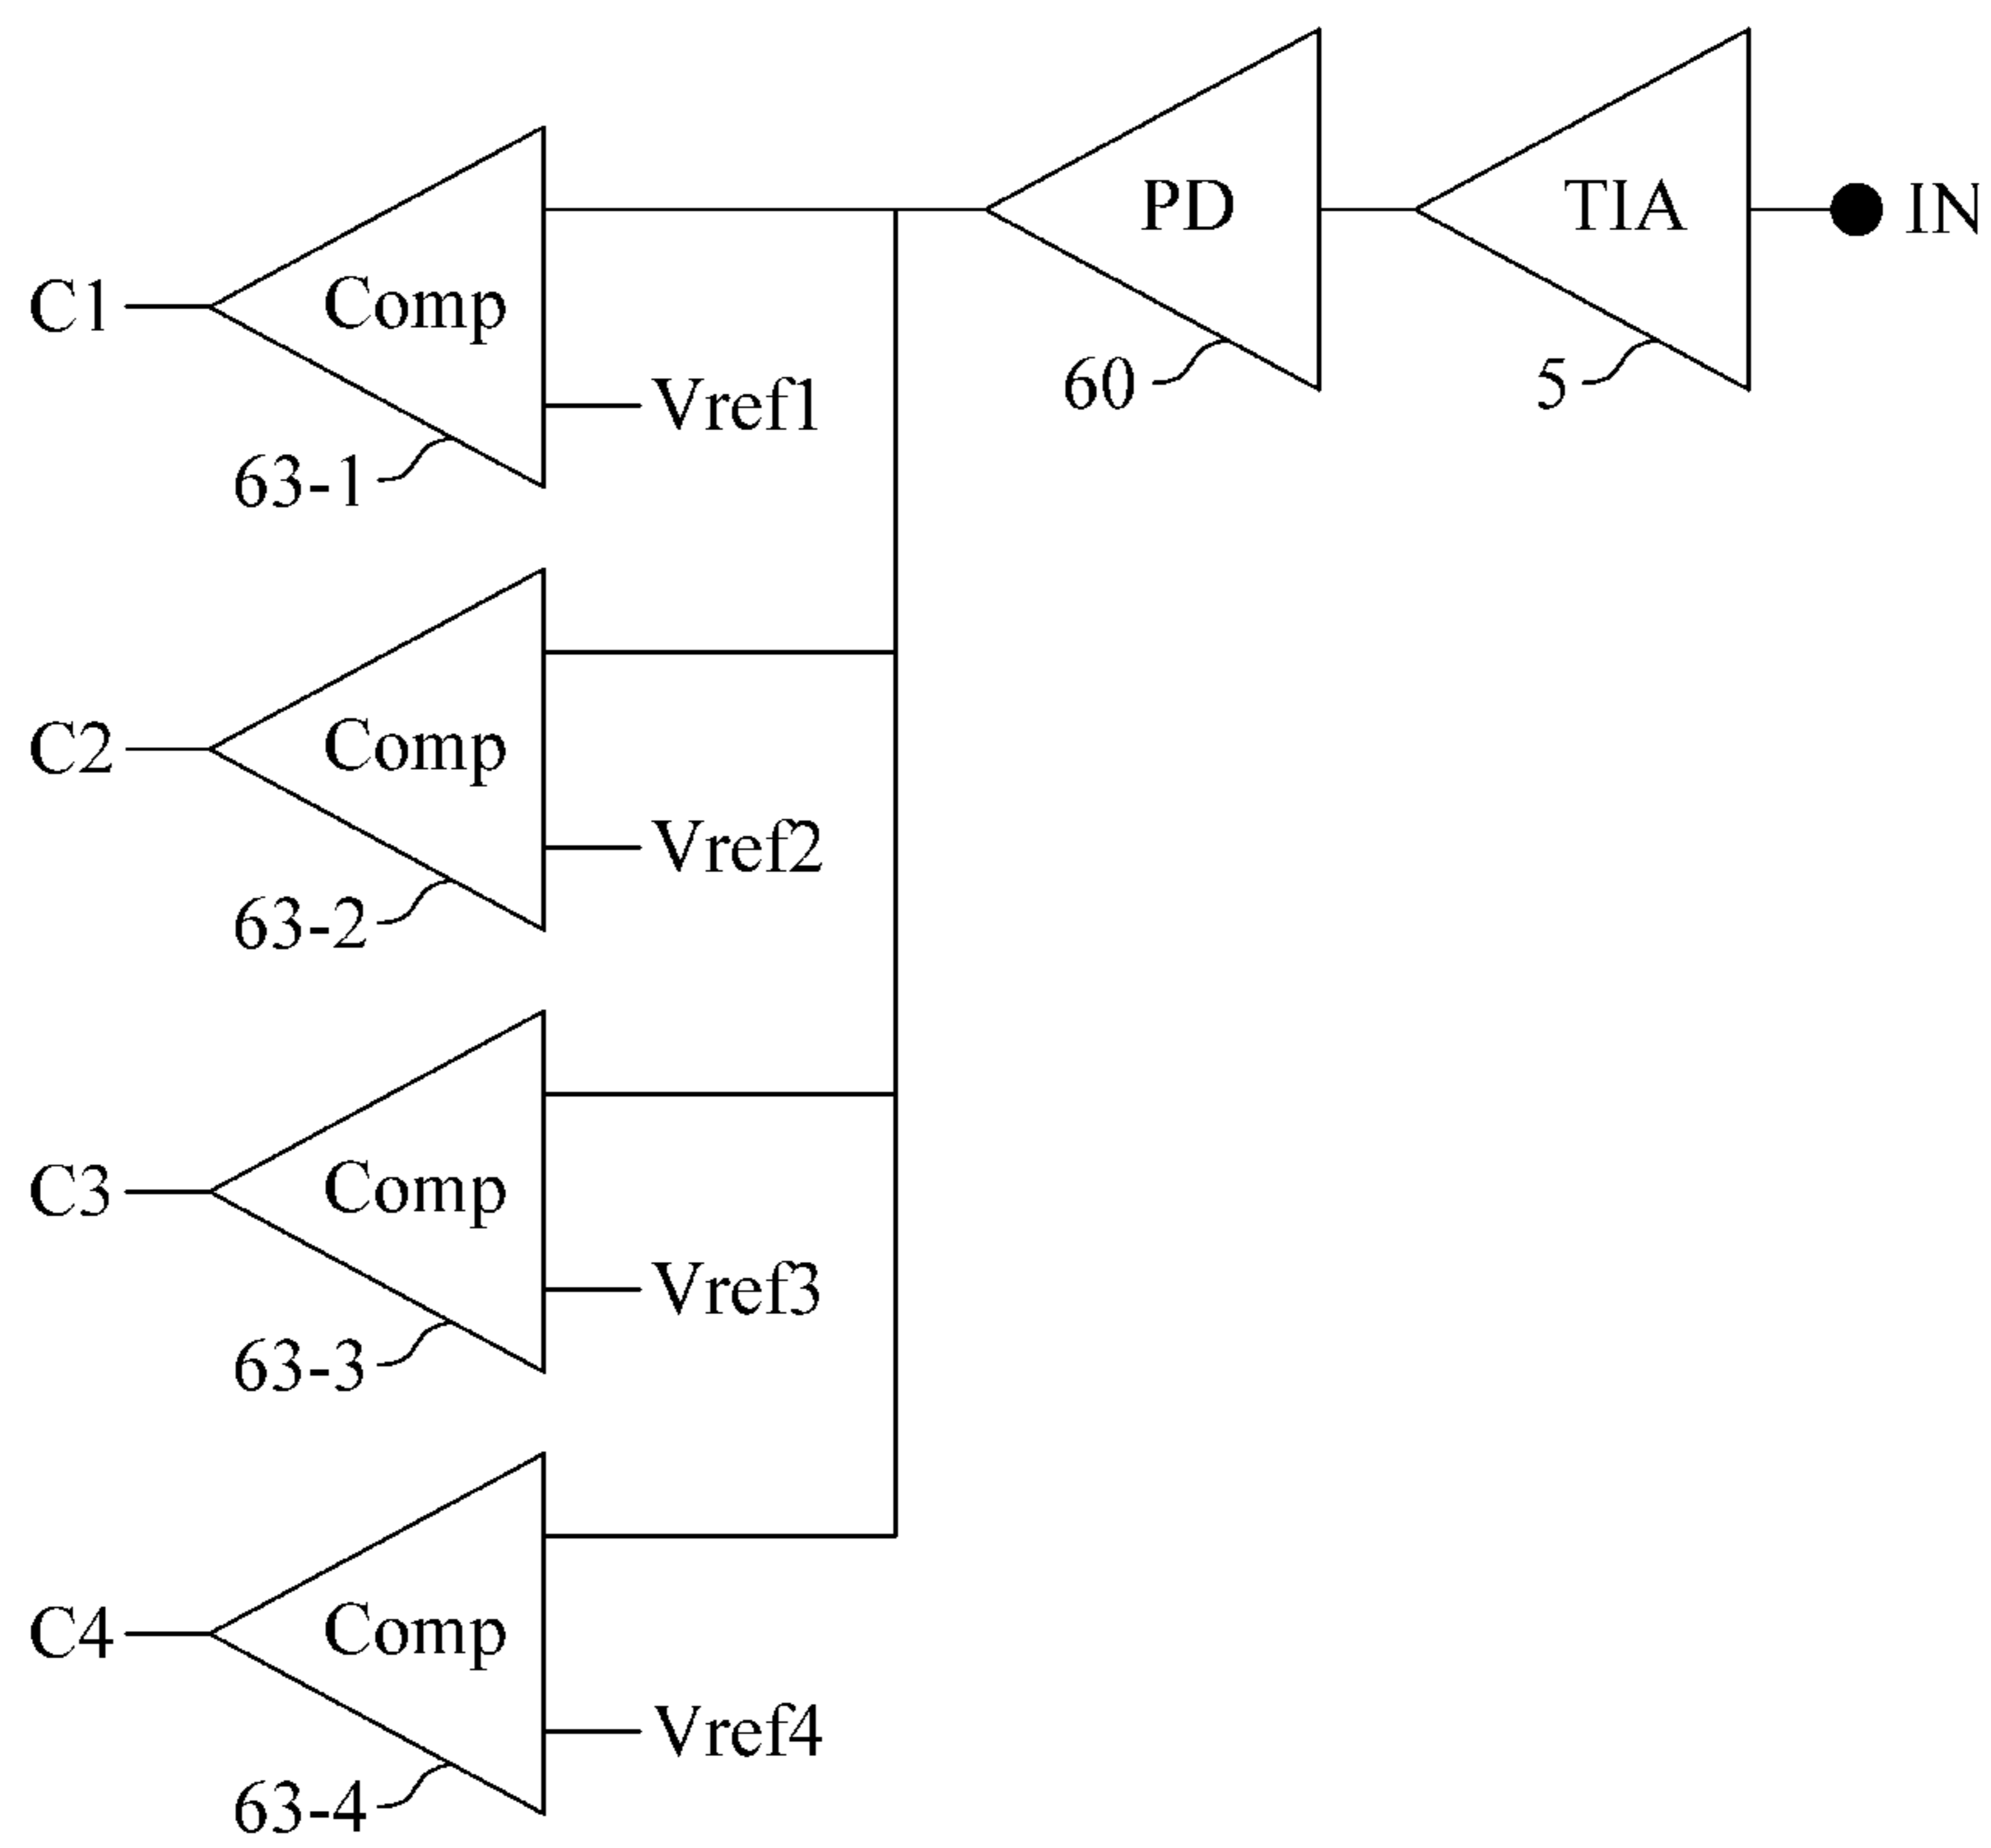 PD
TIA
IN
60
5
C1
Comp
Vref1
63-1
C2
Comp
Vref2
63-2
C3
Comp
Vref3
63-3
C4
Comp
Vref4
63-4